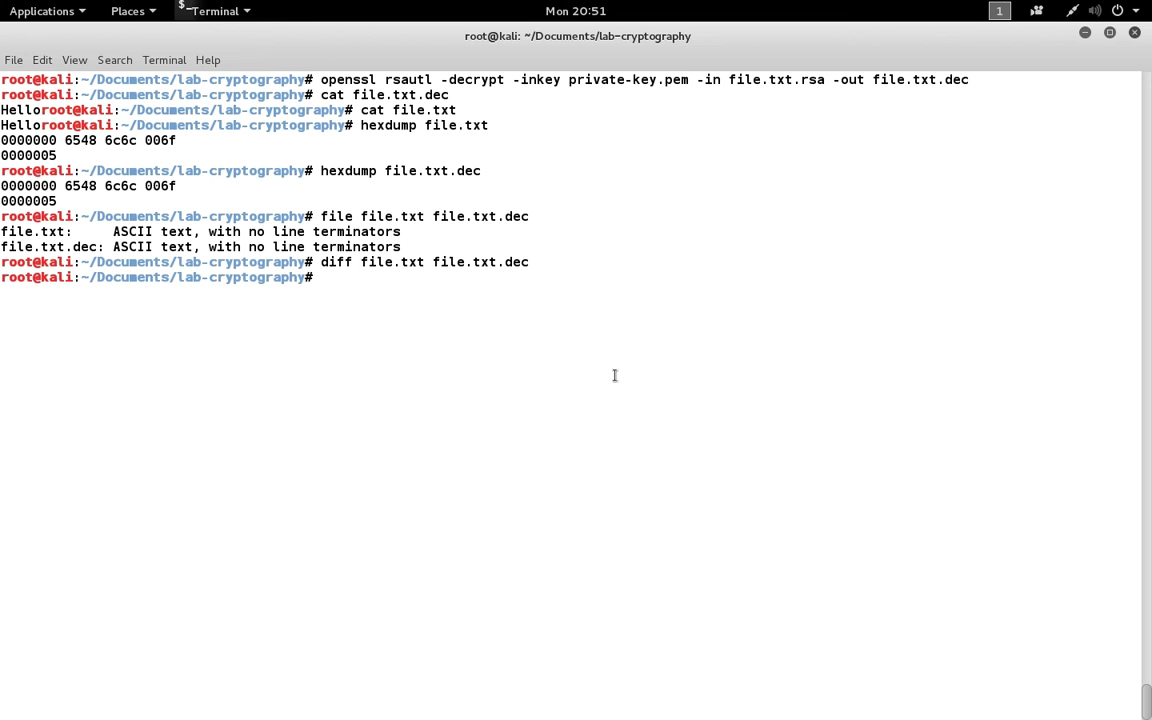 Applications Places Terminal Mon 20:51 1
root@kali: ~/Documents/lab-cryptography
File Edit View Search Terminal Help
root@kali:~/Documents/lab-cryptography# openssl rsautl -decrypt -inkey private-key.pem -in file.txt.rsa -out file.txt.dec
root@kali:~/Documents/lab-cryptography# cat file.txt.dec
Helloroot@kali:~/Documents/lab-cryptography# cat file.txt
Helloroot@kali:~/Documents/lab-cryptography# hexdump file.txt
0000000 6548 6c6c 006f
0000005
root@kali:~/Documents/lab-cryptography# hexdump file.txt.dec
0000000 6548 6c6c 006f
0000005
root@kali:~/Documents/lab-cryptography# file file.txt file.txt.dec
file.txt:     ASCII text, with no line terminators
file.txt.dec: ASCII text, with no line terminators
root@kali:~/Documents/lab-cryptography# diff file.txt file.txt.dec
root@kali:~/Documents/lab-cryptography#